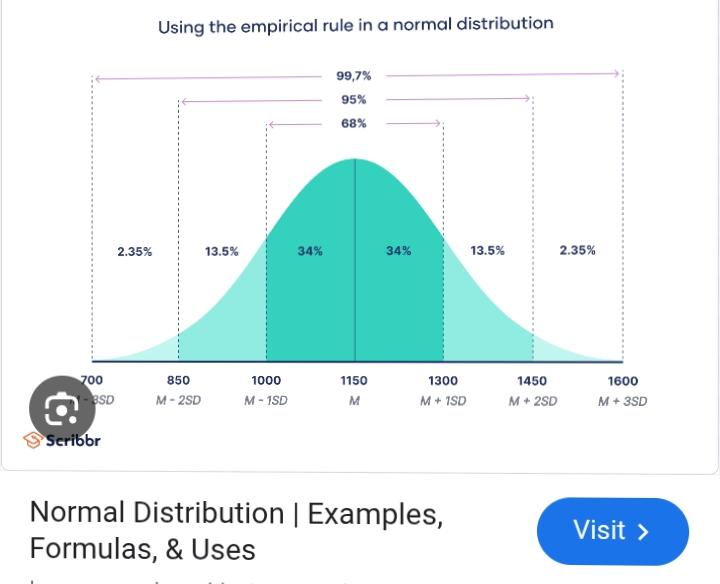 Using the empirical rule in a normal distribution
99,7%
95%
68%
2.35% 13.5% 34% 34% 13.5% 2.35%
700 850 1000 1150 1300 1450 1600
3SD M - 2SD M - 1SD M M + 1SD M + 2SD M + 3SD
Scribbr
Normal Distribution | Examples,
Formulas, & Uses
Visit